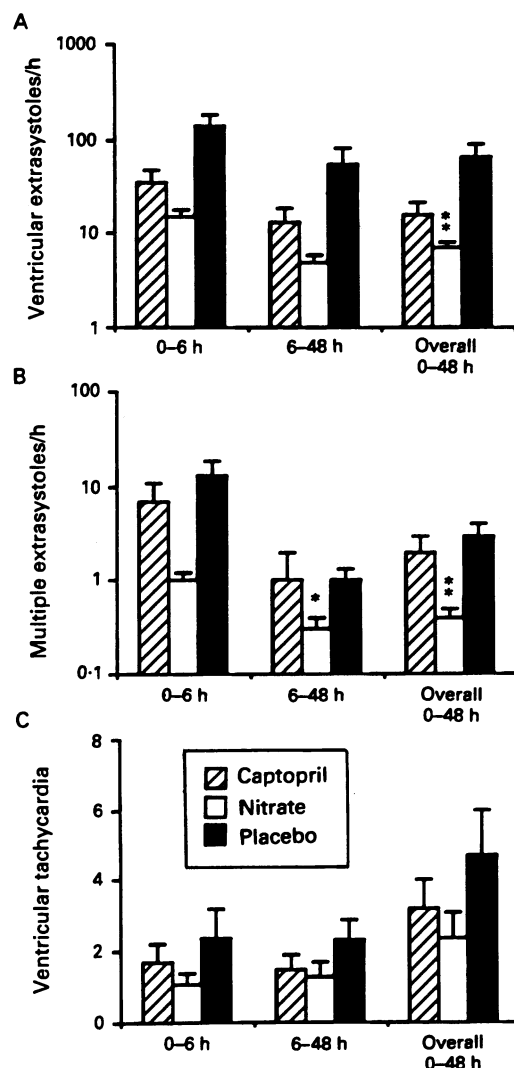 A
Ventricular extrasystoles/h
1000
100
10
1
**
0–6 h
6–48 h
Overall
0–48 h
B
Multiple extrasystoles/h
100
10
1
0·1
*
**
0–6 h
6–48 h
Overall
0–48 h
C
Ventricular tachycardia
8
6
4
2
0
Captopril
Nitrate
Placebo
0–6 h
6–48 h
Overall
0–48 h